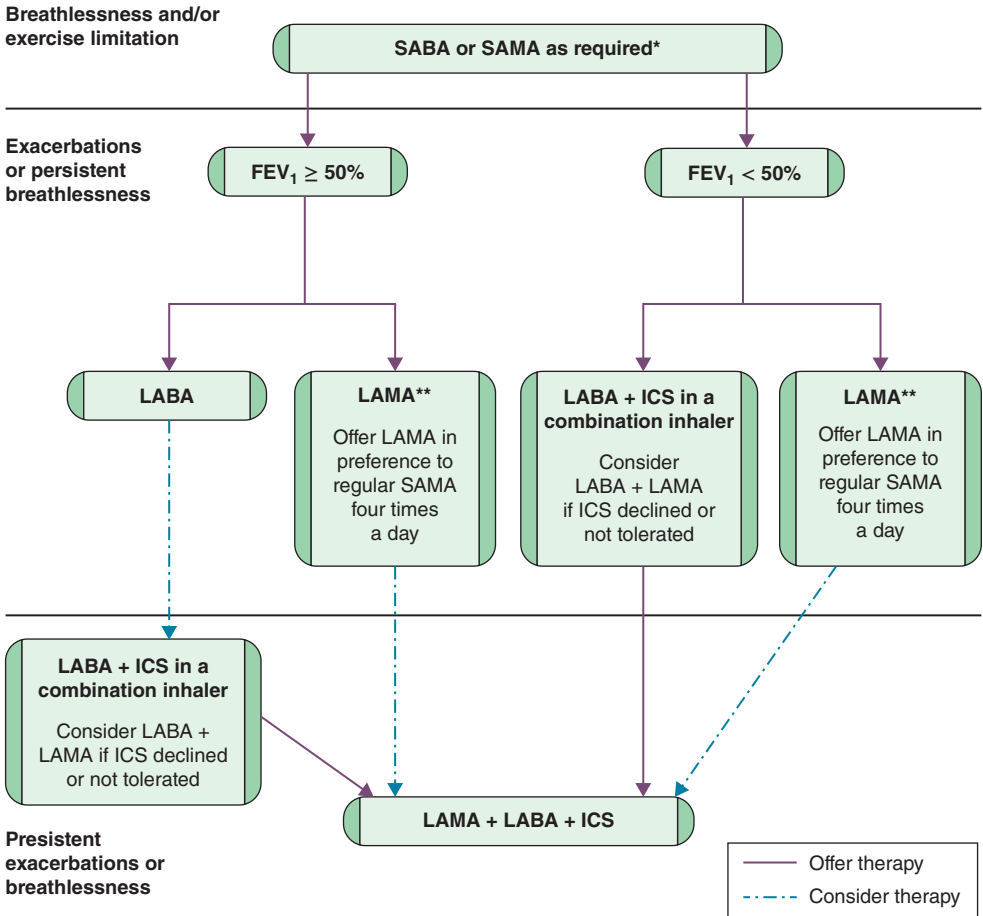 Breathlessness and/or
exercise limitation
SABA or SAMA as required*
Exacerbations
or persistent
breathlessness
FEV₁ ≥ 50%
FEV₁ < 50%
LABA
LAMA**
Offer LAMA in
preference to
regular SAMA
four times
a day
LABA + ICS in a
combination inhaler
Consider
LABA + LAMA
if ICS declined or
not tolerated
LAMA**
Offer LAMA in
preference to
regular SAMA
four times
a day
LABA + ICS in a
combination inhaler
Consider LABA +
LAMA if ICS declined
or not tolerated
LAMA + LABA + ICS
Presistent
exacerbations or
breathlessness
Offer therapy
Consider therapy